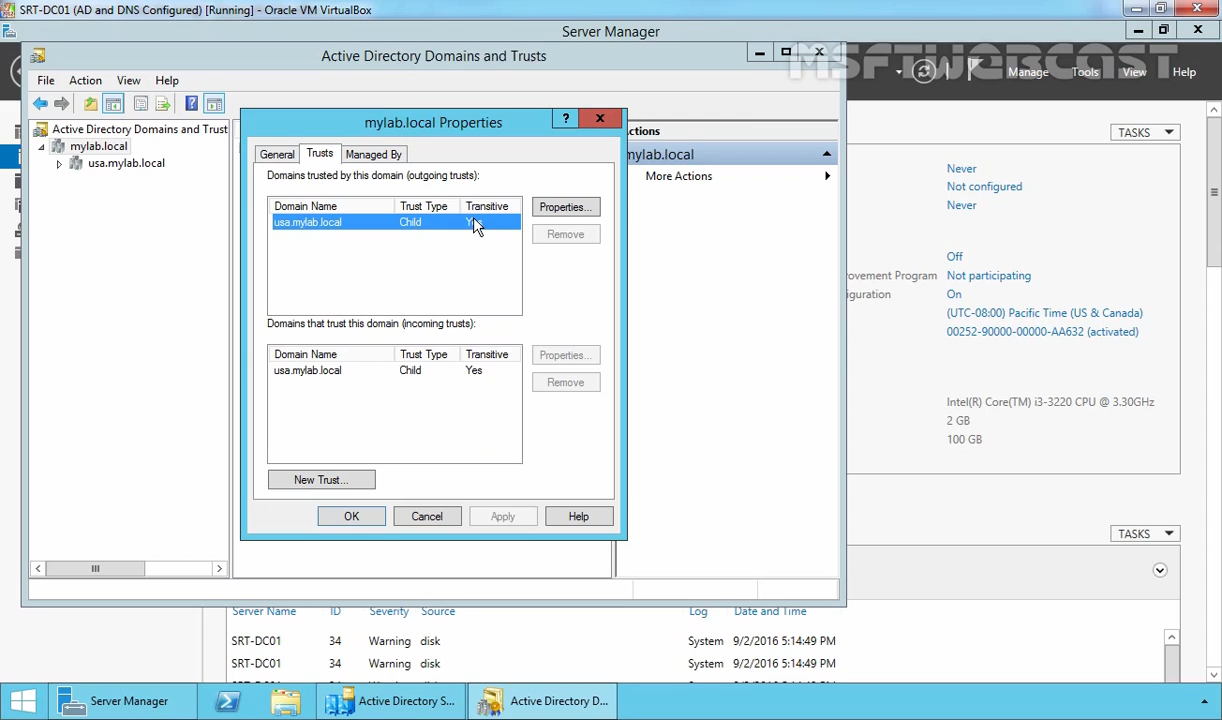 SRT-DC01 (AD and DNS Configured) [Running] - Oracle VM VirtualBox
Server Manager
Active Directory Domains and Trusts
MSFTWEBCAST
Manage Tools View Help
File Action View Help
Active Directory Domains and Trust
mylab.local
usa.mylab.local
mylab.local Properties
?
General Trusts Managed By
Domains trusted by this domain (outgoing trusts):
Domain Name Trust Type Transitive
usa.mylab.local Child Yes
Properties...
Remove
Domains that trust this domain (incoming trusts):
Domain Name Trust Type Transitive
usa.mylab.local Child Yes
Properties...
Remove
New Trust...
OK Cancel Apply Help
ctions
mylab.local
More Actions
TASKS
Never
Not configured
Never
Off
rovement Program Not participating
iguration On
(UTC-08:00) Pacific Time (US & Canada)
00252-90000-00000-AA632 (activated)
Intel(R) Core(TM) i3-3220 CPU @ 3.30GHz
2 GB
100 GB
TASKS
Server Name ID Severity Source Log Date and Time
SRT-DC01 34 Warning disk System 9/2/2016 5:14:49 PM
SRT-DC01 34 Warning disk System 9/2/2016 5:14:49 PM
Server Manager
Active Directory S...
Active Directory D...